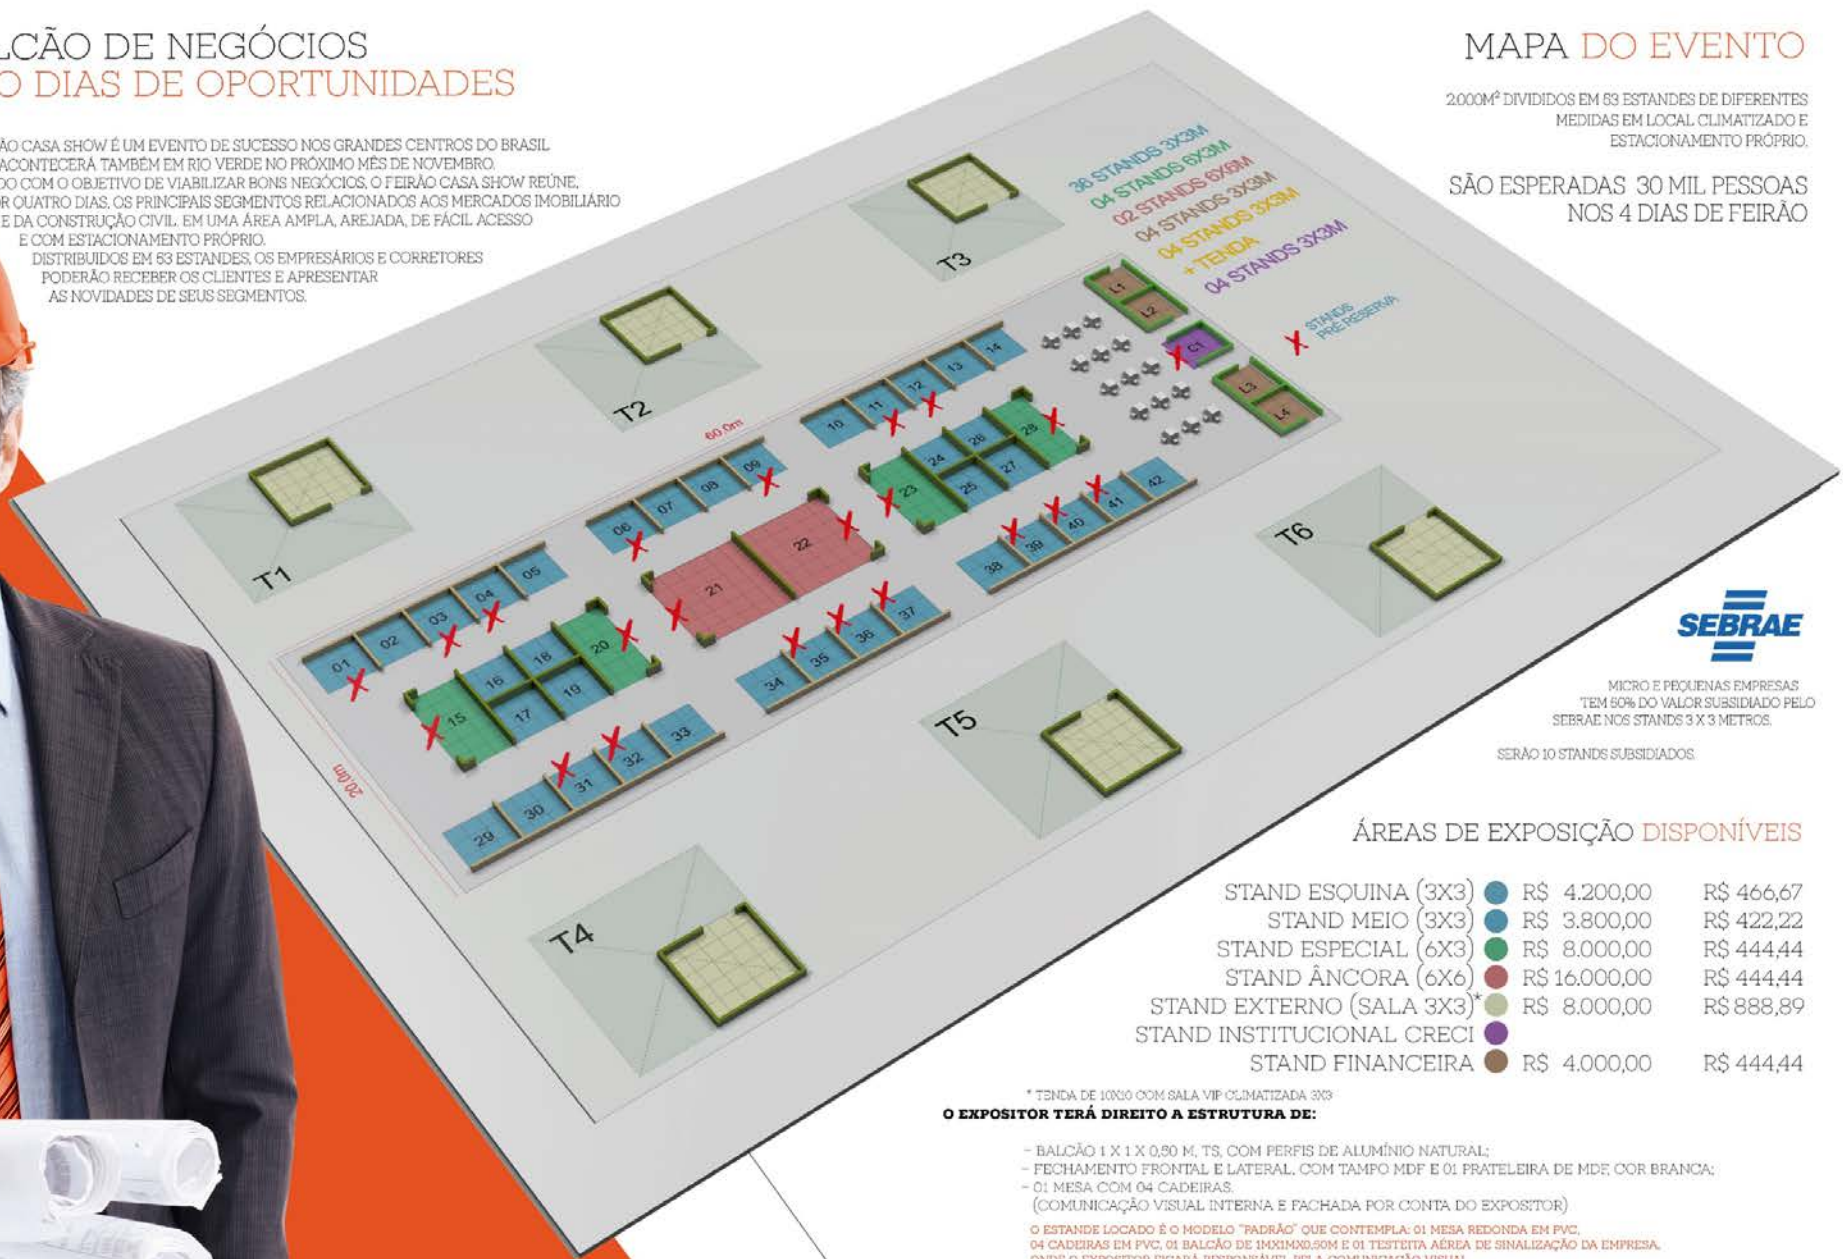 LCÃO DE NEGÓCIOS
O DIAS DE OPORTUNIDADES
ÃO CASA SHOW É UM EVENTO DE SUCESSO NOS GRANDES CENTROS DO BRASIL
ACONTECERÁ TAMBÉM EM RIO VERDE NO PRÓXIMO MÊS DE NOVEMBRO.
DO COM O OBJETIVO DE VIABILIZAR BONS NEGÓCIOS, O FEIRÃO CASA SHOW REÚNE,
OR QUATRO DIAS, OS PRINCIPAIS SEGMENTOS RELACIONADOS AOS MERCADOS IMOBILIÁRIO
E DA CONSTRUÇÃO CIVIL. EM UMA ÁREA AMPLA, AREJADA, DE FÁCIL ACESSO
E COM ESTACIONAMENTO PRÓPRIO.
DISTRIBUIDOS EM 53 ESTANDES, OS EMPRESÁRIOS E CORRETORES
PODERÃO RECEBER OS CLIENTES E APRESENTAR
AS NOVIDADES DE SEUS SEGMENTOS.
MAPA DO EVENTO
2000M² DIVIDIDOS EM 53 ESTANDES DE DIFERENTES
MEDIDAS EM LOCAL CLIMATIZADO E
ESTACIONAMENTO PRÓPRIO.
SÃO ESPERADAS 30 MIL PESSOAS
NOS 4 DIAS DE FEIRÃO
36 STANDS 3X3M
04 STANDS 6X3M
02 STANDS 6X6M
04 STANDS 3X3M
04 STANDS 3X3M
+ TENDA
04 STANDS 3X3M
STANDS
PRÉ RESERVA
T1
T2
T3
T4
T5
T6
60.0m
20.0m
L1
L2
C1
L3
L4
01
02
03
04
05
06
07
08
09
10
11
12
13
14
15
16
17
18
19
20
21
22
23
24
25
26
27
28
29
30
31
32
33
34
35
36
37
38
39
40
41
42
SEBRAE
MICRO E PEQUENAS EMPRESAS
TEM 50% DO VALOR SUBSIDIADO PELO
SEBRAE NOS STANDS 3 X 3 METROS.
SERÃO 10 STANDS SUBSIDIADOS.
ÁREAS DE EXPOSIÇÃO DISPONÍVEIS
STAND ESQUINA (3X3) R$ 4.200,00 R$ 466,67
STAND MEIO (3X3) R$ 3.800,00 R$ 422,22
STAND ESPECIAL (6X3) R$ 8.000,00 R$ 444,44
STAND ÂNCORA (6X6) R$ 16.000,00 R$ 444,44
STAND EXTERNO (SALA 3X3)* R$ 8.000,00 R$ 888,89
STAND INSTITUCIONAL CRECI
STAND FINANCEIRA R$ 4.000,00 R$ 444,44
* TENDA DE 10X10 COM SALA VIP CLIMATIZADA 3X3
O EXPOSITOR TERÁ DIREITO A ESTRUTURA DE:
- BALCÃO 1 X 1 X 0,50 M, TS, COM PERFIS DE ALUMÍNIO NATURAL;
- FECHAMENTO FRONTAL E LATERAL, COM TAMPO MDF E 01 PRATELEIRA DE MDF, COR BRANCA;
- 01 MESA COM 04 CADEIRAS.
(COMUNICAÇÃO VISUAL INTERNA E FACHADA POR CONTA DO EXPOSITOR)
O ESTANDE LOCADO É O MODELO "PADRÃO" QUE CONTEMPLA: 01 MESA REDONDA EM PVC,
04 CADEIRAS EM PVC, 01 BALCÃO DE 1MX1MX0,50M E 01 TESTEITA AÉREA DE SINALIZAÇÃO DA EMPRESA,